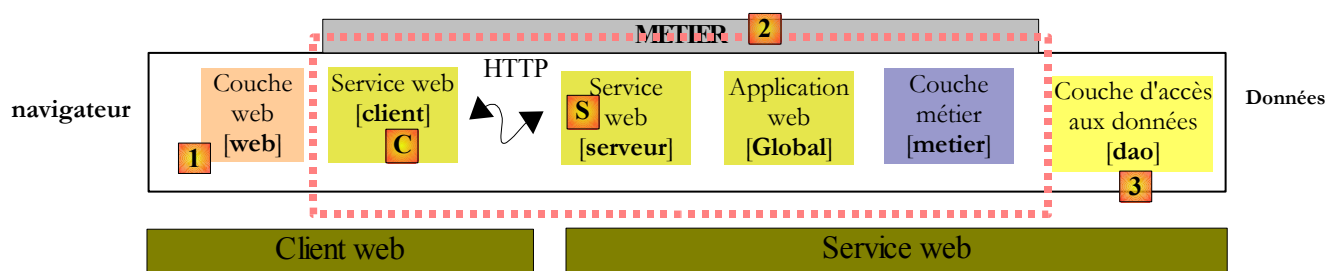 METIER 2
navigateur
Couche
web
[web]
1
Service web
[client]
C
HTTP
Service
web
[serveur]
S
Application
web
[Global]
Couche
métier
[metier]
Couche d'accès
aux données
[dao]
3
Données
Client web
Service web